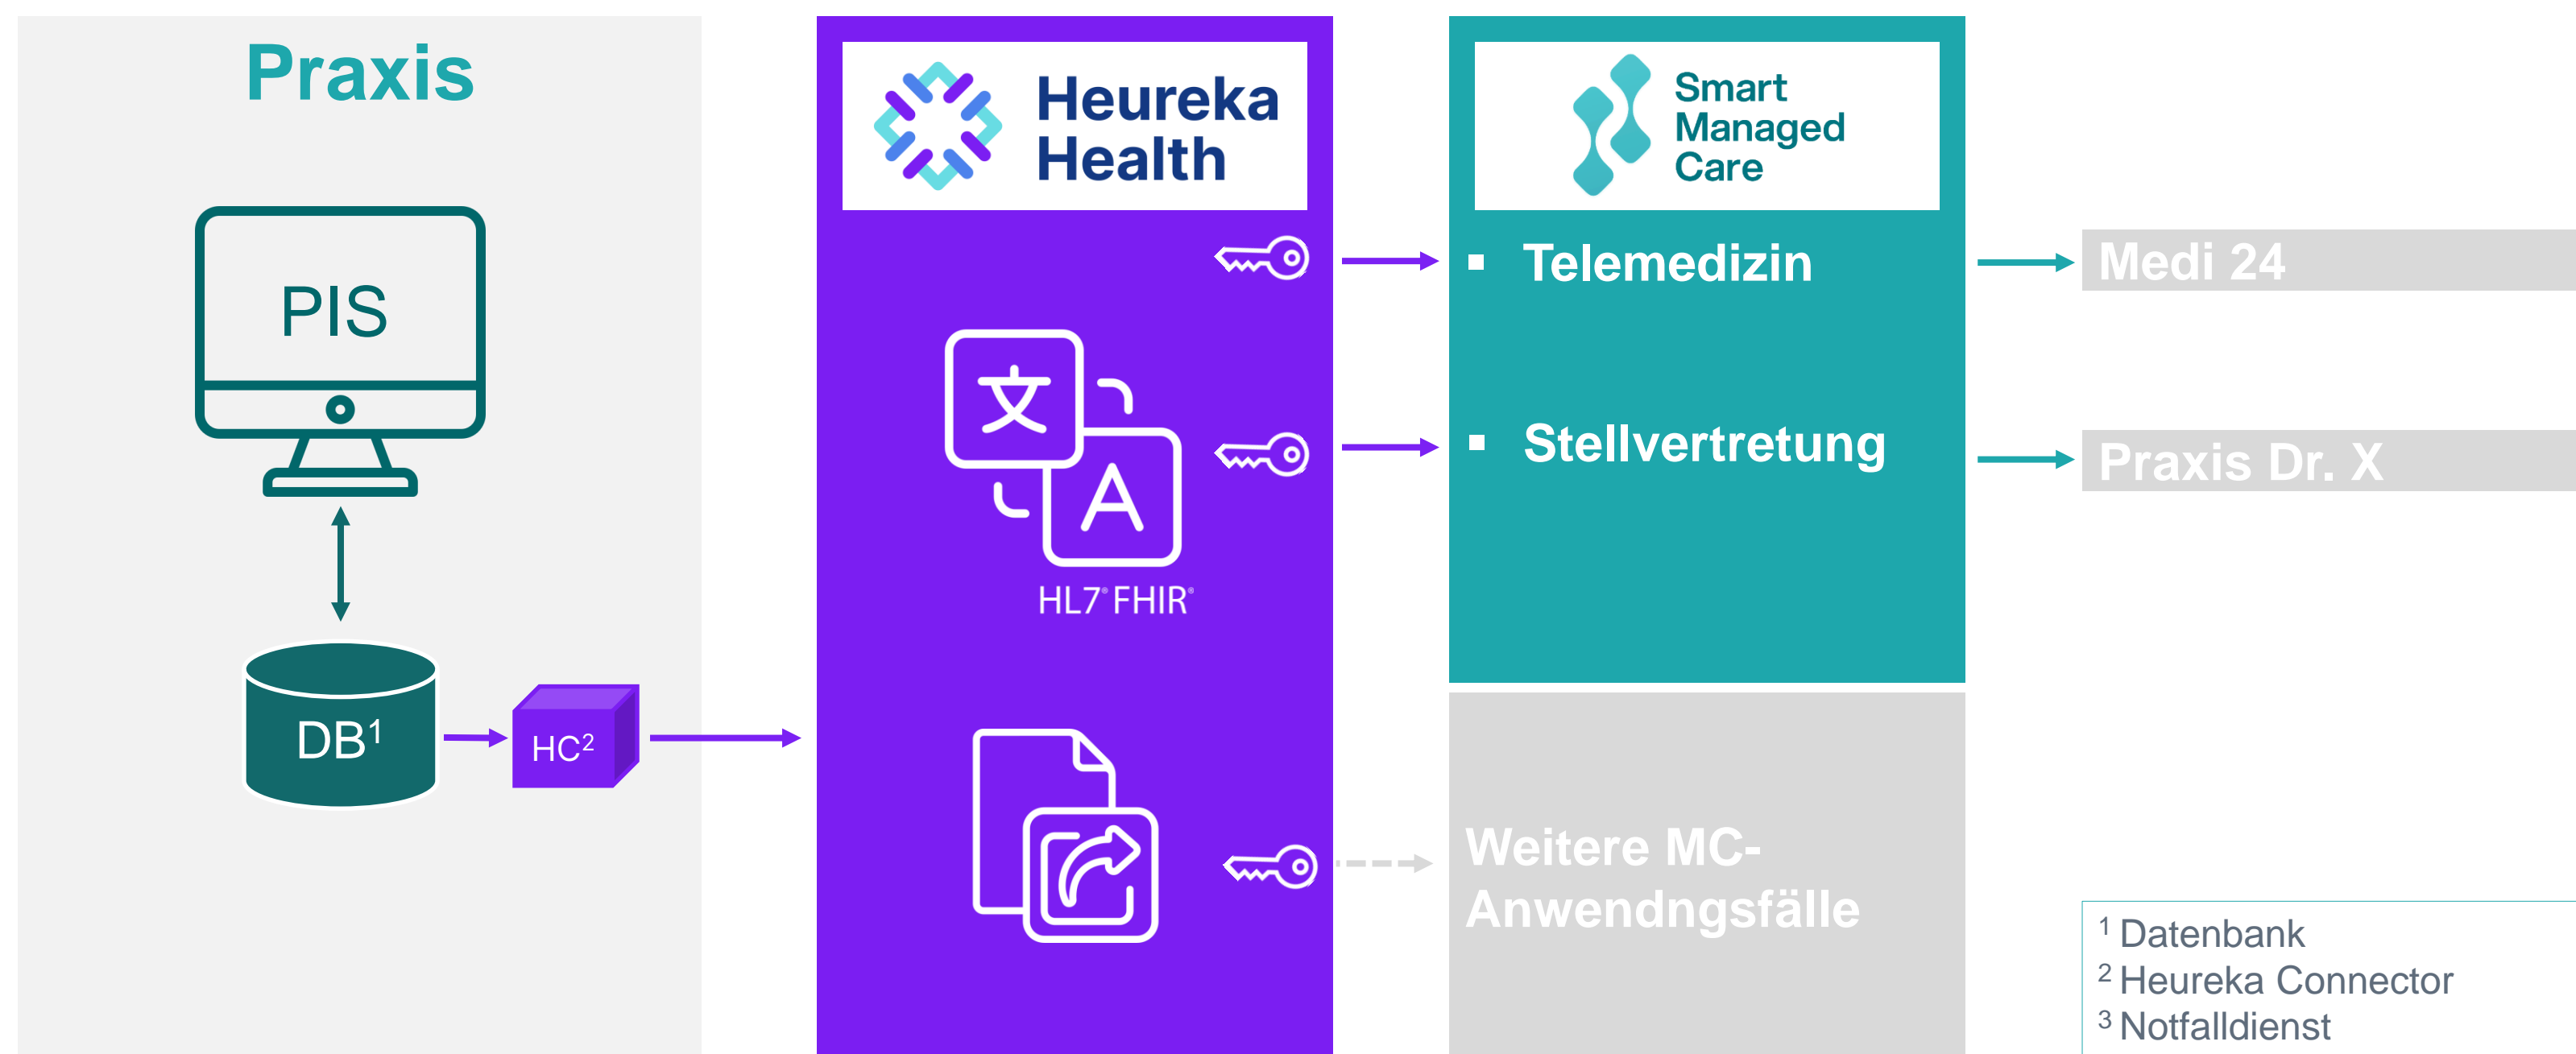 Praxis
PIS
DB¹
HC²
Heureka
Health
文
A
HL7® FHIR®
Smart
Managed
Care
▪ Telemedizin
▪ Stellvertretung
Weitere MC-
Anwendngsfälle
Medi 24
Praxis Dr. X
¹ Datenbank
² Heureka Connector
³ Notfalldienst